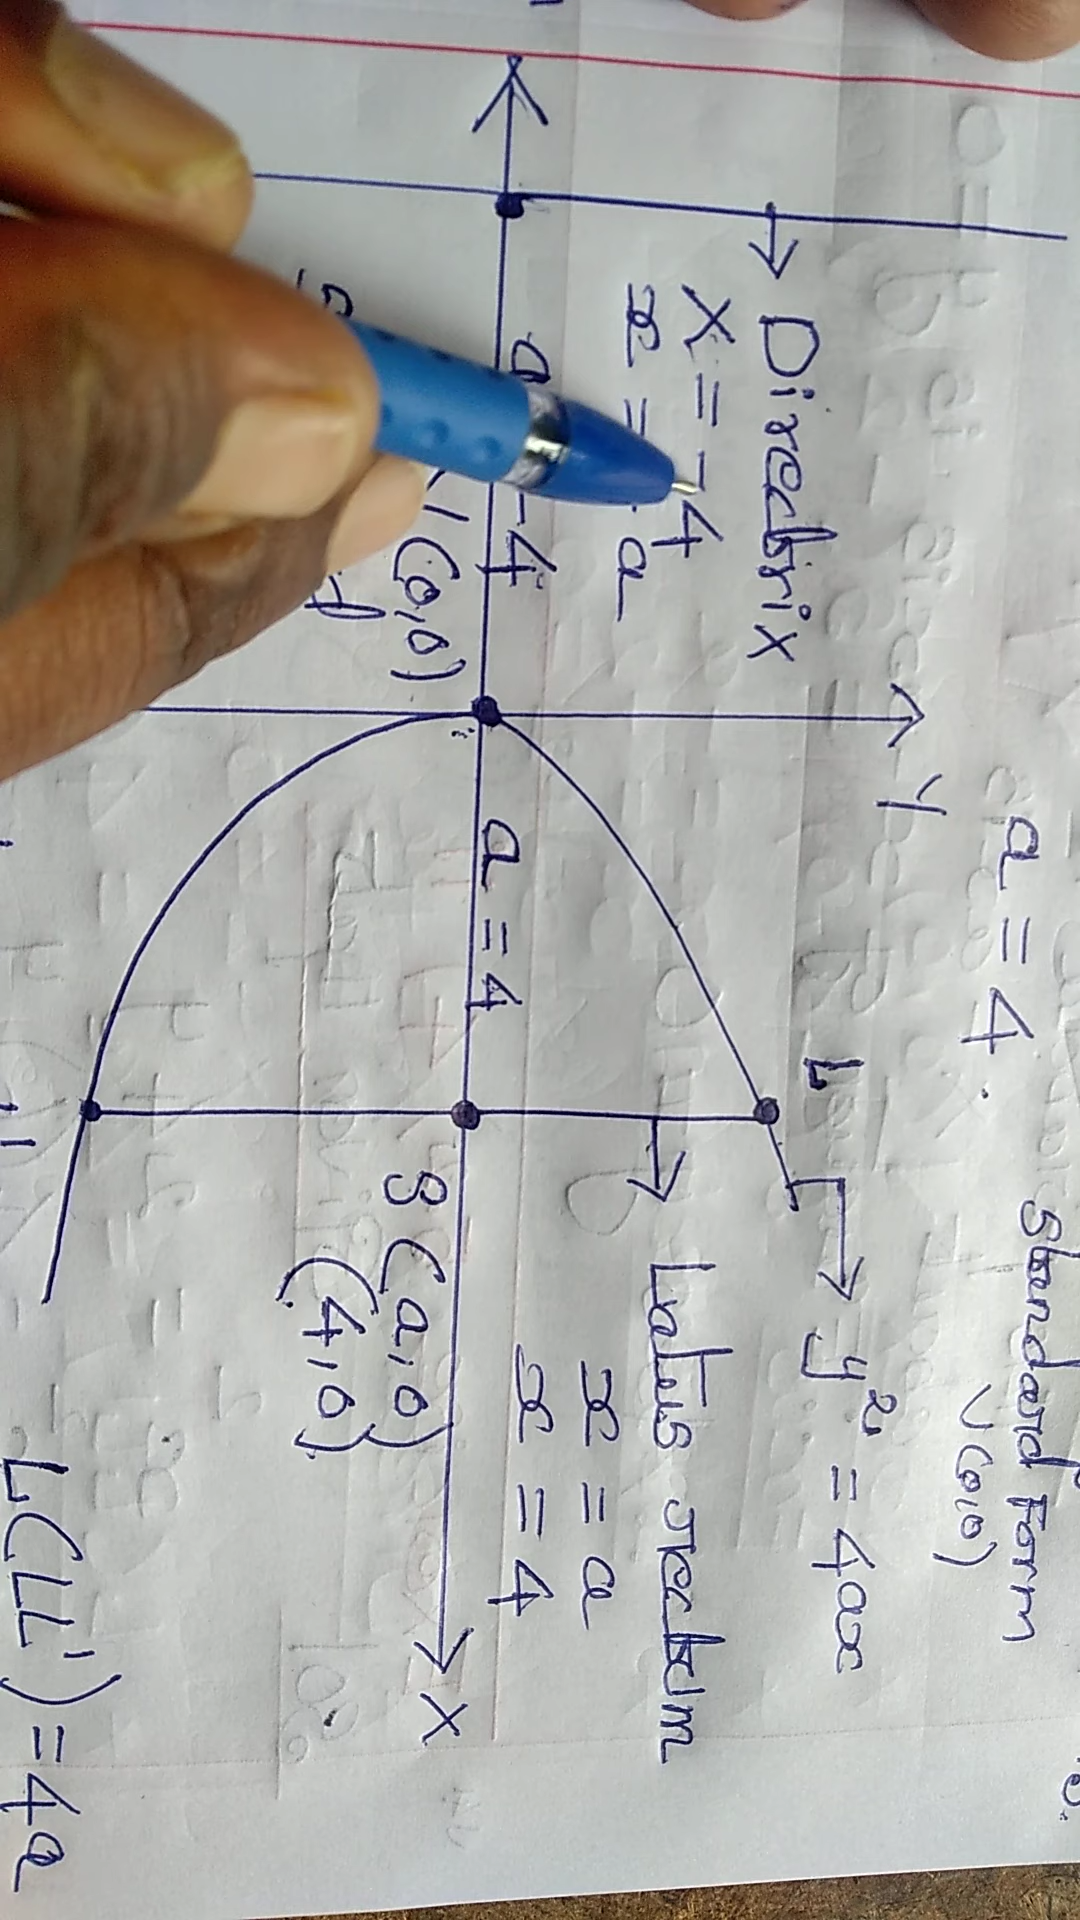 a = 4.
Standard Form
V(0,0)
Y
L
y² = 4ax
Directrix
X = -4
x = -a
Latus rectum
x = a
x = 4
-4
a = 4
X
(0,0)
S(a,0)
(4,0)
L(LL') = 4a